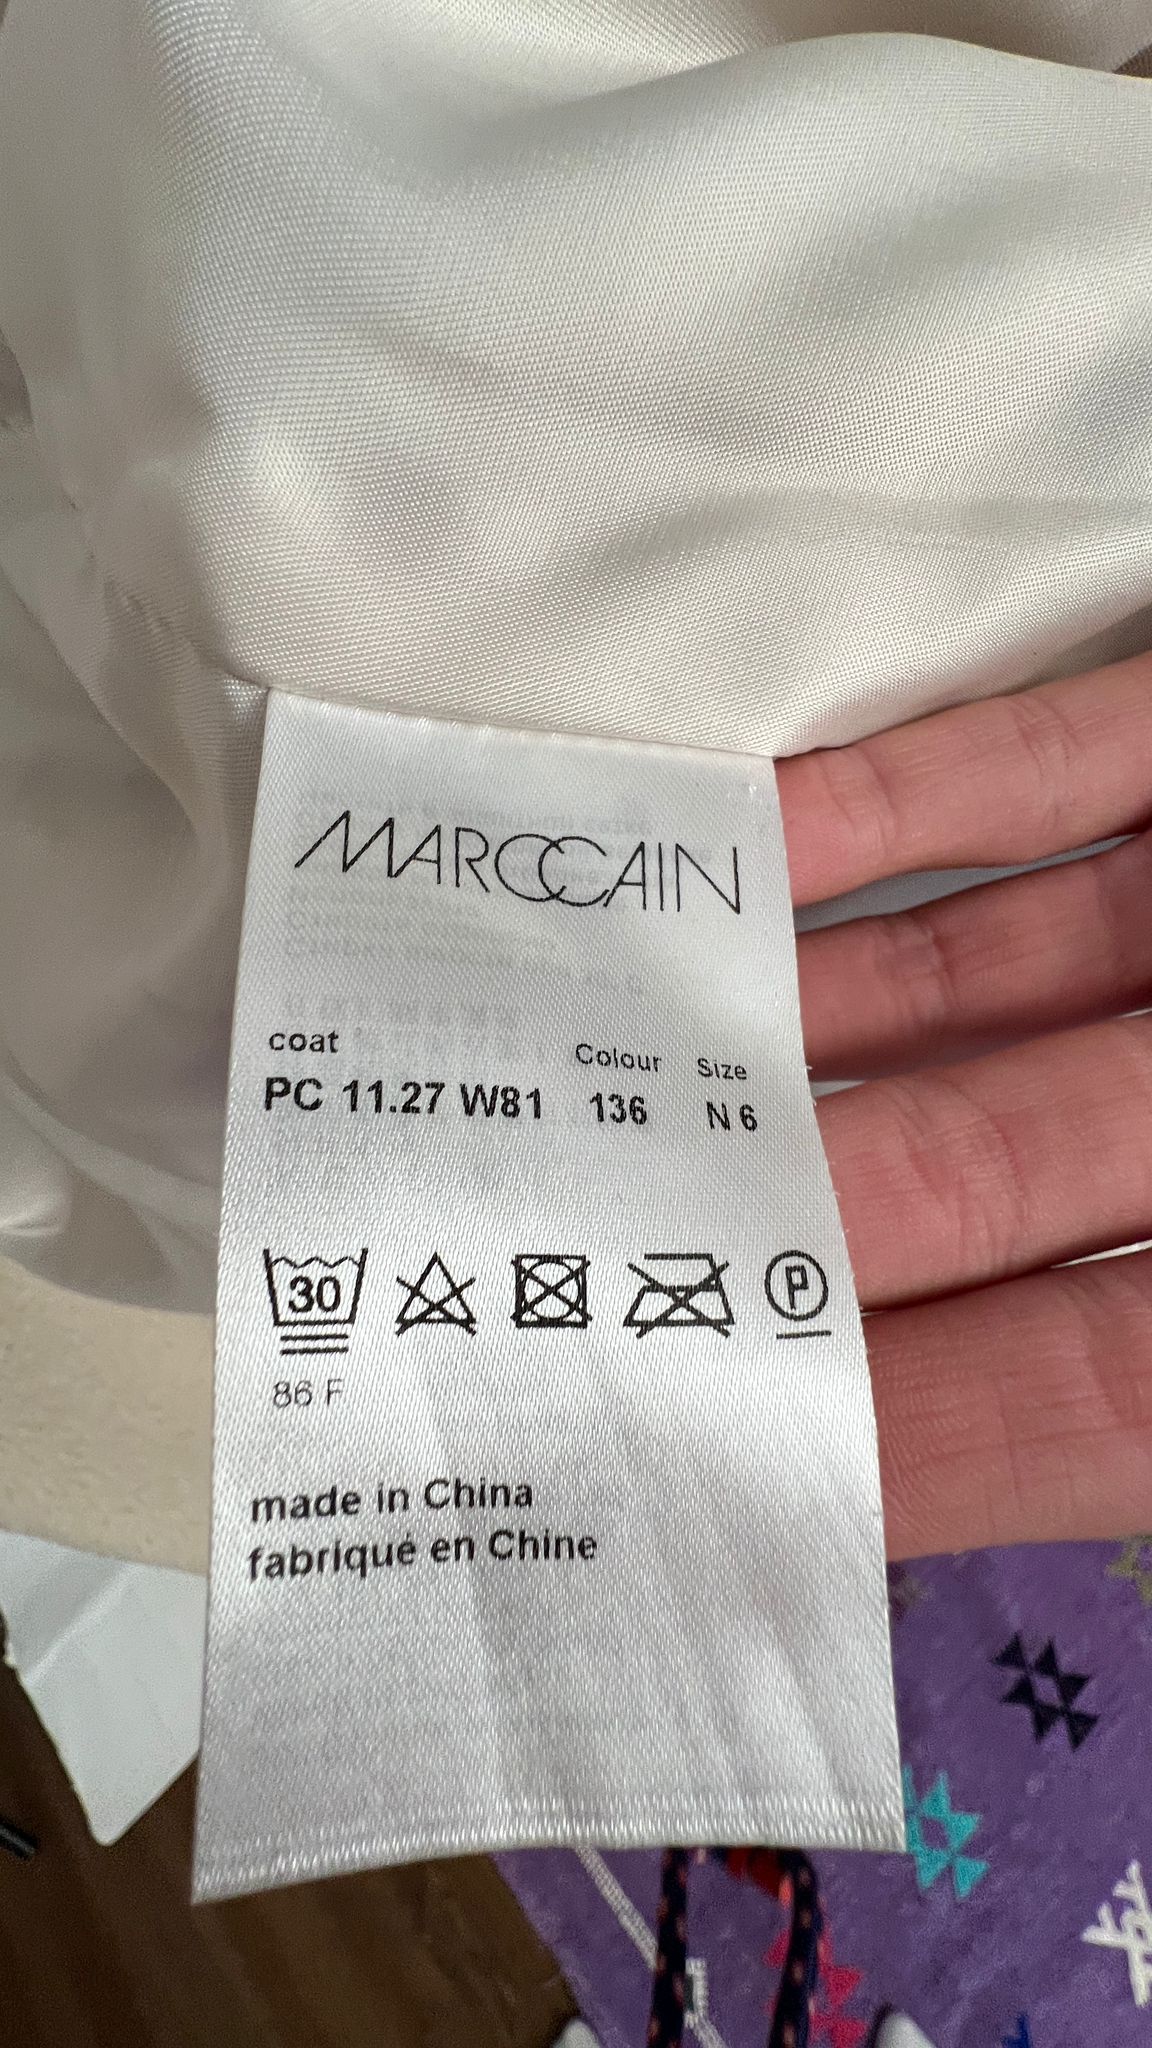 MARCCAIN
coat Colour Size
PC 11.27 W81 136 N 6
30 P
86 F
made in China
fabriqué en Chine